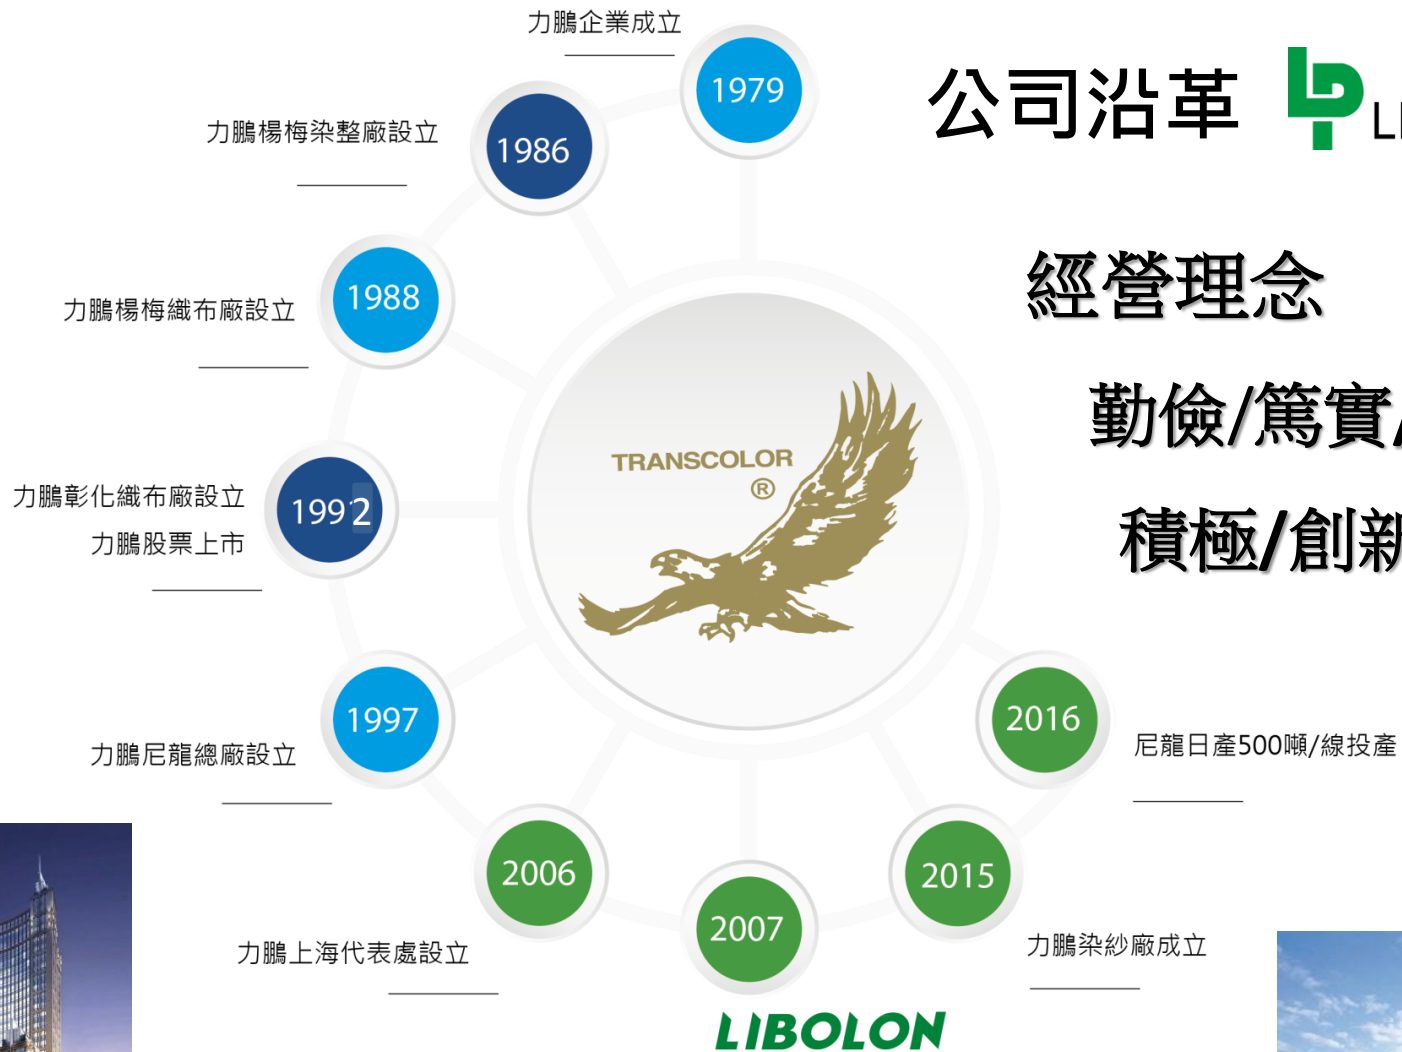 公司沿革
LI
經營理念
勤儉/篤實/
積極/創新
1979
力鵬企業成立
1986
力鵬楊梅染整廠設立
1988
力鵬楊梅織布廠設立
1992
力鵬彰化織布廠設立
力鵬股票上市
1997
力鵬尼龍總廠設立
2006
力鵬上海代表處設立
2007
LIBOLON
2015
力鵬染紗廠成立
2016
尼龍日產500噸/線投產
TRANSCOLOR
®